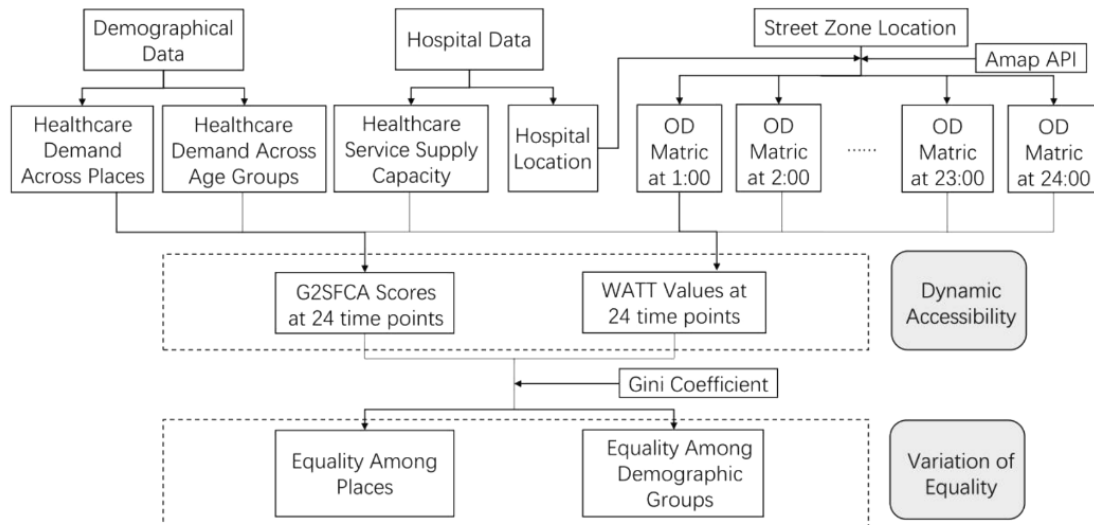 Demographical
Data
Hospital Data
Street Zone Location
Amap API
Healthcare
Demand
Across Places
Healthcare
Demand Across
Age Groups
Healthcare
Service Supply
Capacity
Hospital
Location
OD
Matric
at 1:00
OD
Matric
at 2:00
......
OD
Matric
at 23:00
OD
Matric
at 24:00
G2SFCA Scores
at 24 time points
WATT Values at
24 time points
Dynamic
Accessibility
Gini Coefficient
Equality Among
Places
Equality Among
Demographic
Groups
Variation of
Equality